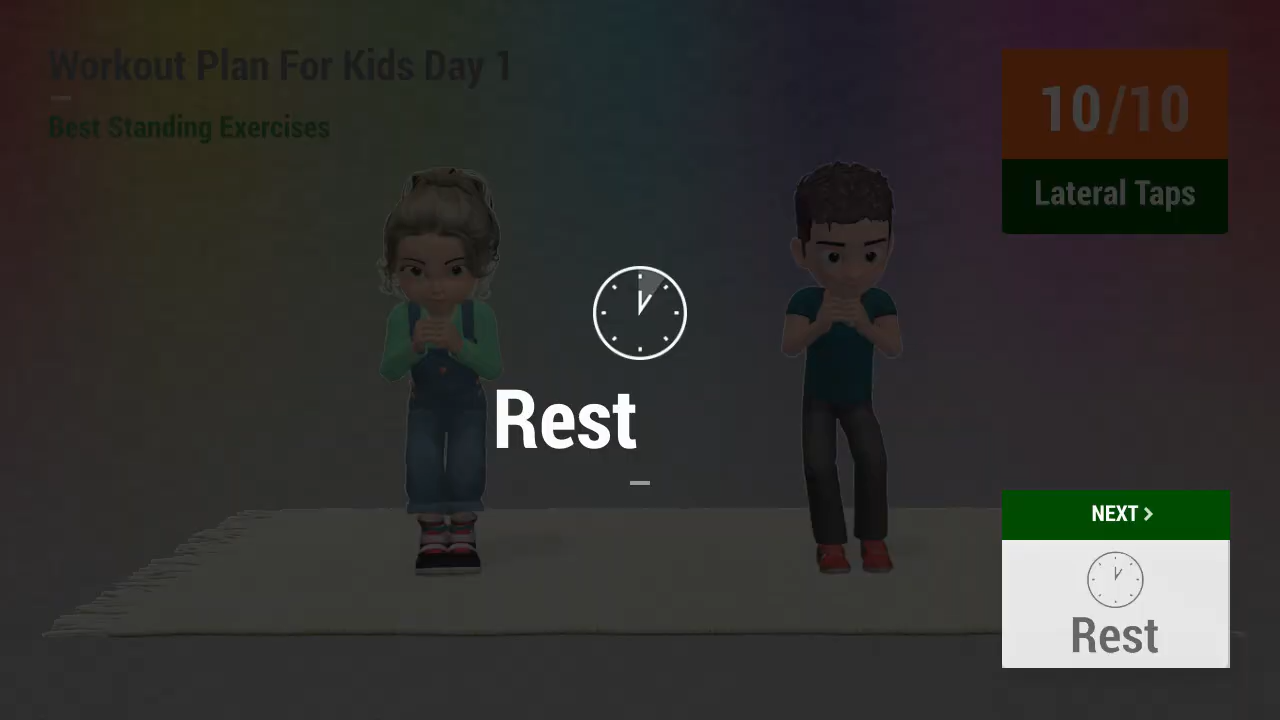 Workout Plan For Kids Day 1
Best Standing Exercises
10/10
Lateral Taps
Rest
NEXT >
Rest